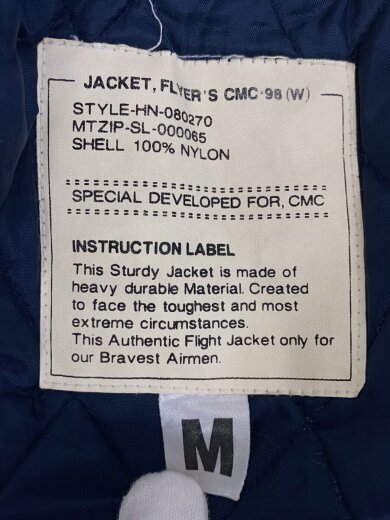 JACKET, FLYER'S CMC-98 (W)
STYLE-HN-080270
MTZIP-SL-000065
SHELL 100% NYLON
SPECIAL DEVELOPED FOR, CMC
INSTRUCTION LABEL
This Sturdy Jacket is made of
heavy durable Material. Created
to face the toughest and most
extreme circumstances.
This Authentic Flight Jacket only for
our Bravest Airmen.
M